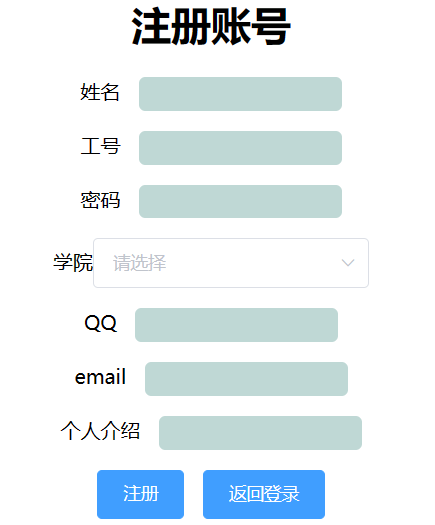 注册账号
姓名
工号
密码
学院 请选择
QQ
email
个人介绍
注册 返回登录